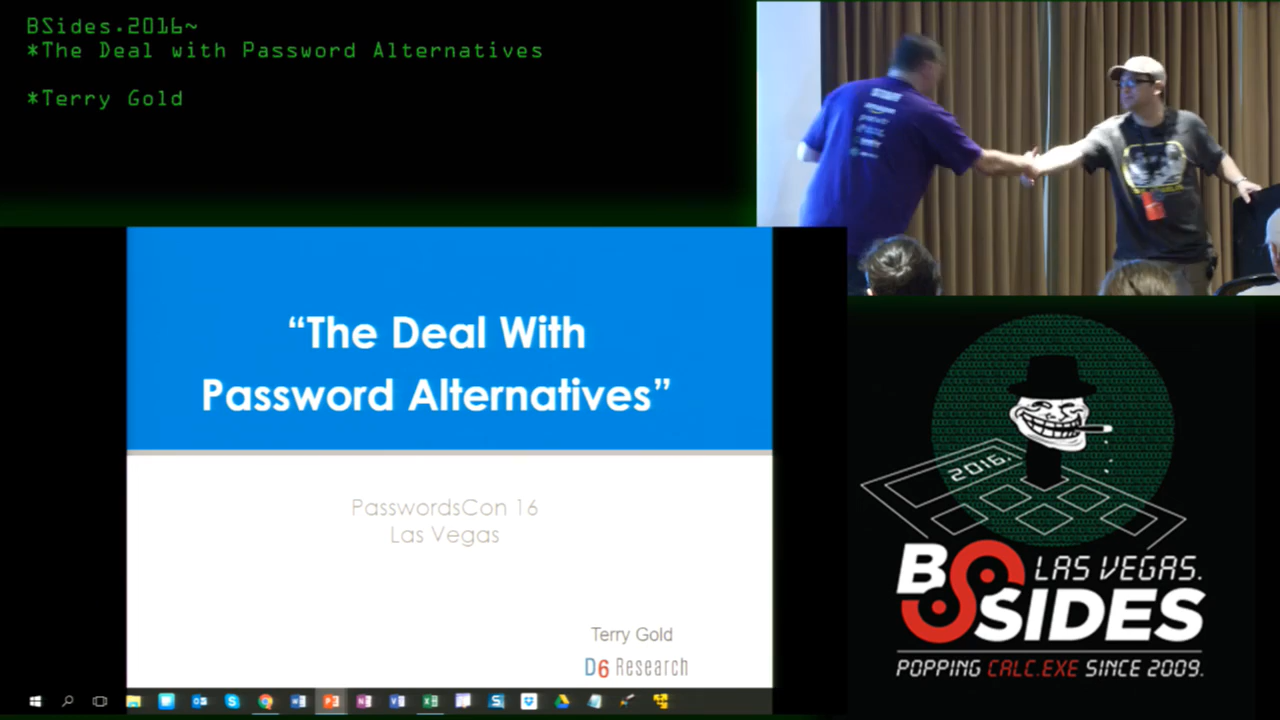 BSides.2016~
*The Deal with Password Alternatives
*Terry Gold
“The Deal With
Password Alternatives”
PasswordsCon 16
Las Vegas
Terry Gold
D6 Research
2016.
BSIDES
LAS VEGAS.
POPPING CALC.EXE SINCE 2009.